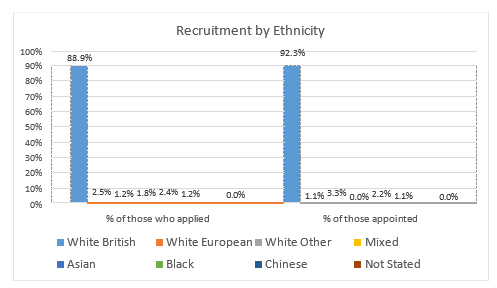 Recruitment by Ethnicity
100%
90%
80%
70%
60%
50%
40%
30%
20%
10%
0%
88.9%
2.5% 1.2% 1.8% 2.4% 1.2% 0.0%
92.3%
1.1% 3.3% 0.0% 2.2% 1.1% 0.0%
% of those who applied % of those appointed
White British White European White Other Mixed
Asian Black Chinese Not Stated